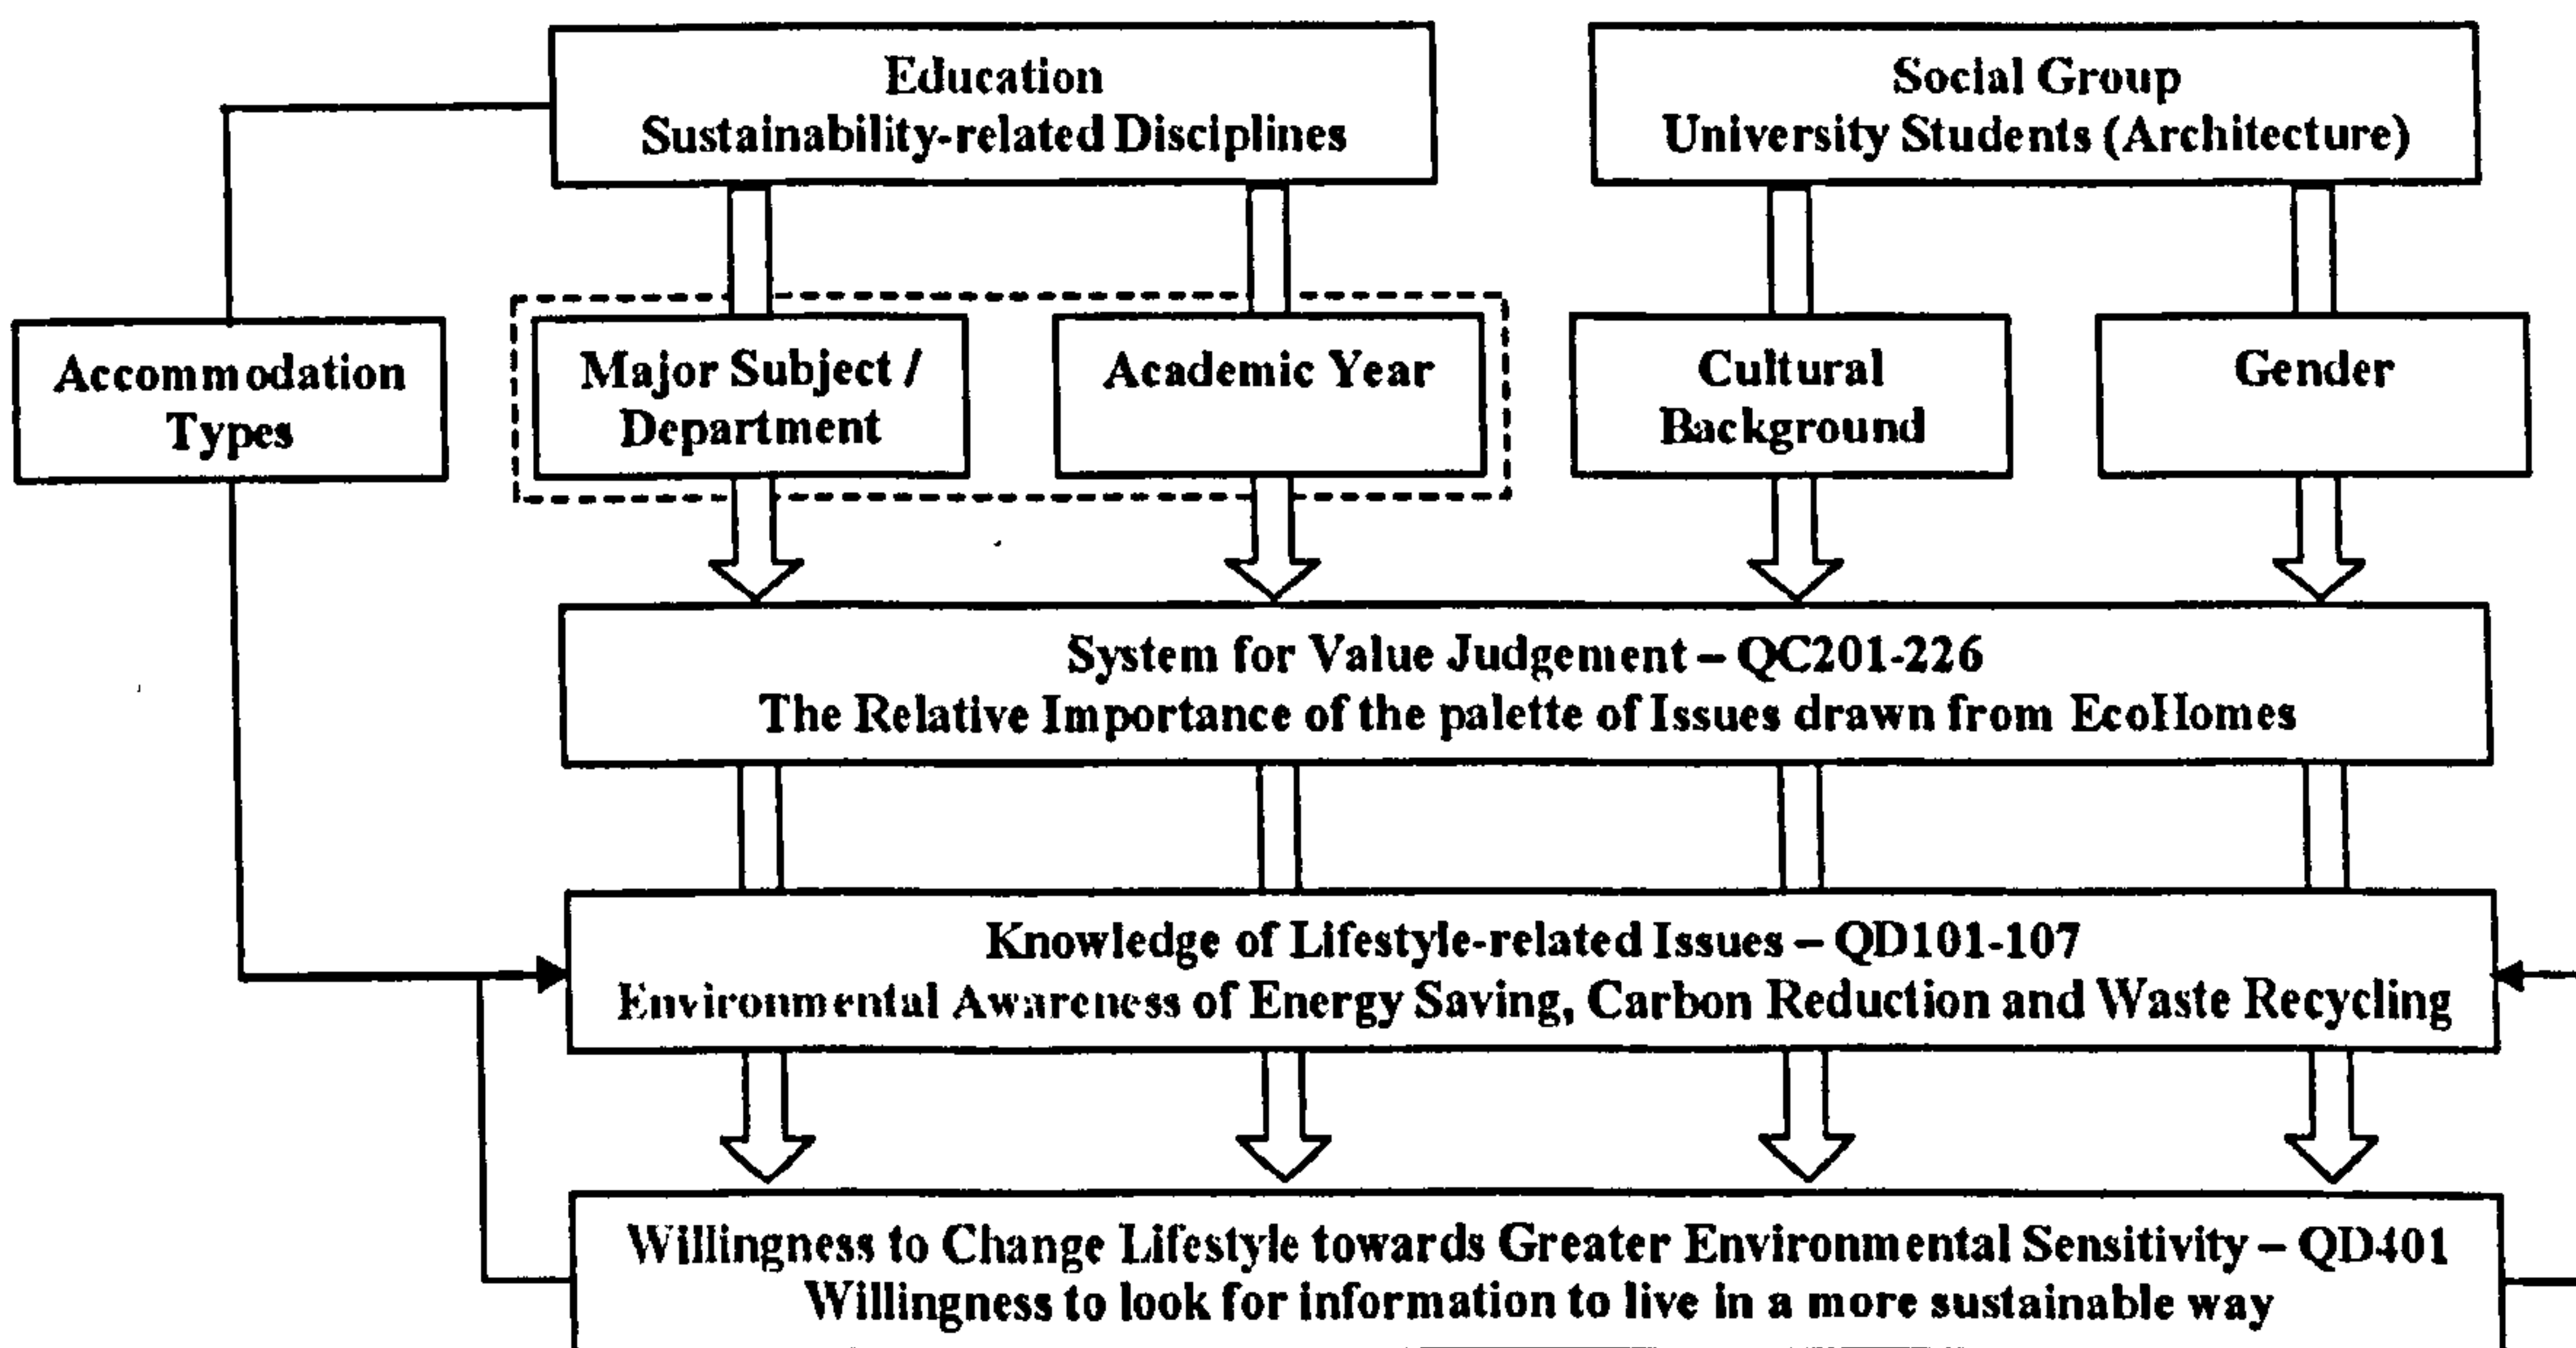 Education
Sustainability-related Disciplines
Social Group
University Students (Architecture)
Accommodation
Types
Major Subject /
Department
Academic Year
Cultural
Background
Gender
System for Value Judgement – QC201-226
The Relative Importance of the palette of Issues drawn from EcoHomes
Knowledge of Lifestyle-related Issues – QD101-107
Environmental Awareness of Energy Saving, Carbon Reduction and Waste Recycling
Willingness to Change Lifestyle towards Greater Environmental Sensitivity – QD401
Willingness to look for information to live in a more sustainable way